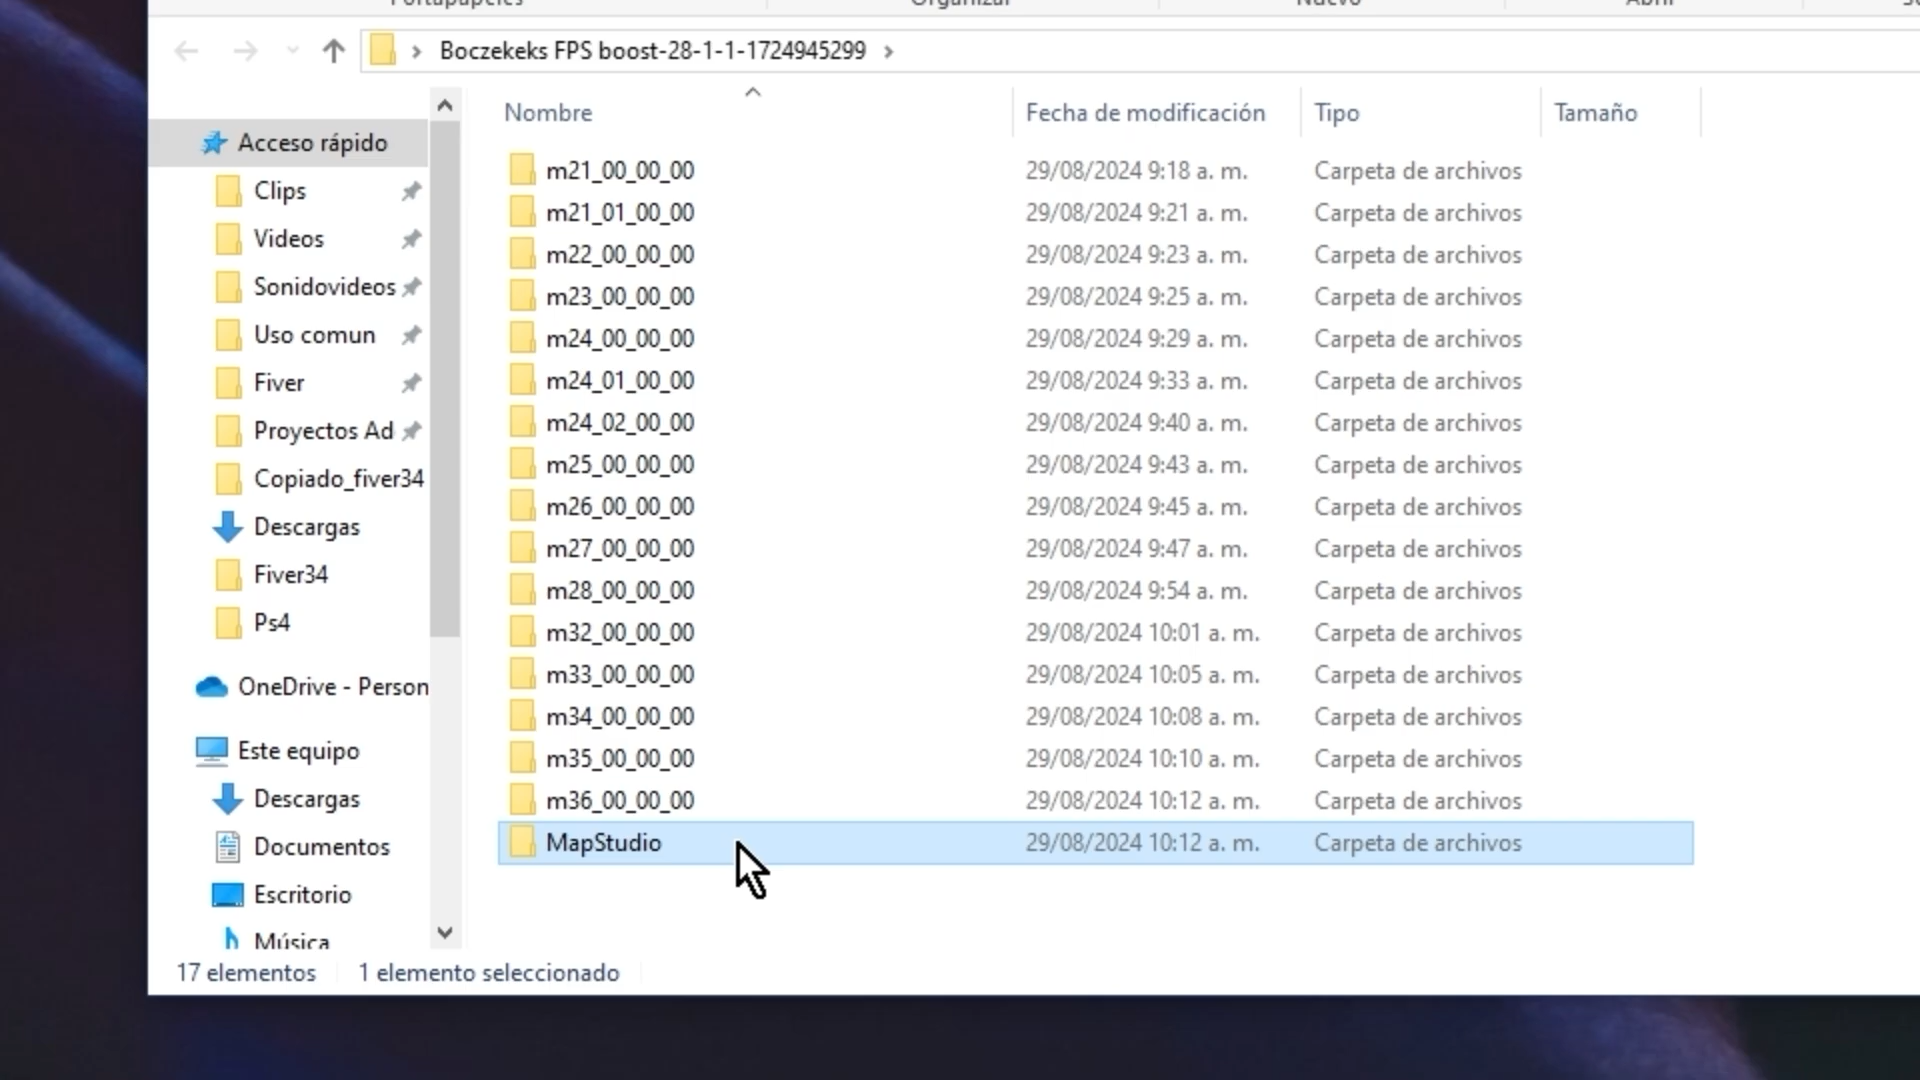 Portapapeles Organizar Nuevo Abrir
Boczekeks FPS boost-28-1-1-1724945299
Nombre Fecha de modificación Tipo Tamaño
Acceso rápido
Clips
Videos
Sonidovideos
Uso comun
Fiver
Proyectos Ad
Copiado_fiver34
Descargas
Fiver34
Ps4
OneDrive - Person
Este equipo
Descargas
Documentos
Escritorio
Música
m21_00_00_00 29/08/2024 9:18 a. m. Carpeta de archivos
m21_01_00_00 29/08/2024 9:21 a. m. Carpeta de archivos
m22_00_00_00 29/08/2024 9:23 a. m. Carpeta de archivos
m23_00_00_00 29/08/2024 9:25 a. m. Carpeta de archivos
m24_00_00_00 29/08/2024 9:29 a. m. Carpeta de archivos
m24_01_00_00 29/08/2024 9:33 a. m. Carpeta de archivos
m24_02_00_00 29/08/2024 9:40 a. m. Carpeta de archivos
m25_00_00_00 29/08/2024 9:43 a. m. Carpeta de archivos
m26_00_00_00 29/08/2024 9:45 a. m. Carpeta de archivos
m27_00_00_00 29/08/2024 9:47 a. m. Carpeta de archivos
m28_00_00_00 29/08/2024 9:54 a. m. Carpeta de archivos
m32_00_00_00 29/08/2024 10:01 a. m. Carpeta de archivos
m33_00_00_00 29/08/2024 10:05 a. m. Carpeta de archivos
m34_00_00_00 29/08/2024 10:08 a. m. Carpeta de archivos
m35_00_00_00 29/08/2024 10:10 a. m. Carpeta de archivos
m36_00_00_00 29/08/2024 10:12 a. m. Carpeta de archivos
MapStudio 29/08/2024 10:12 a. m. Carpeta de archivos
17 elementos 1 elemento seleccionado